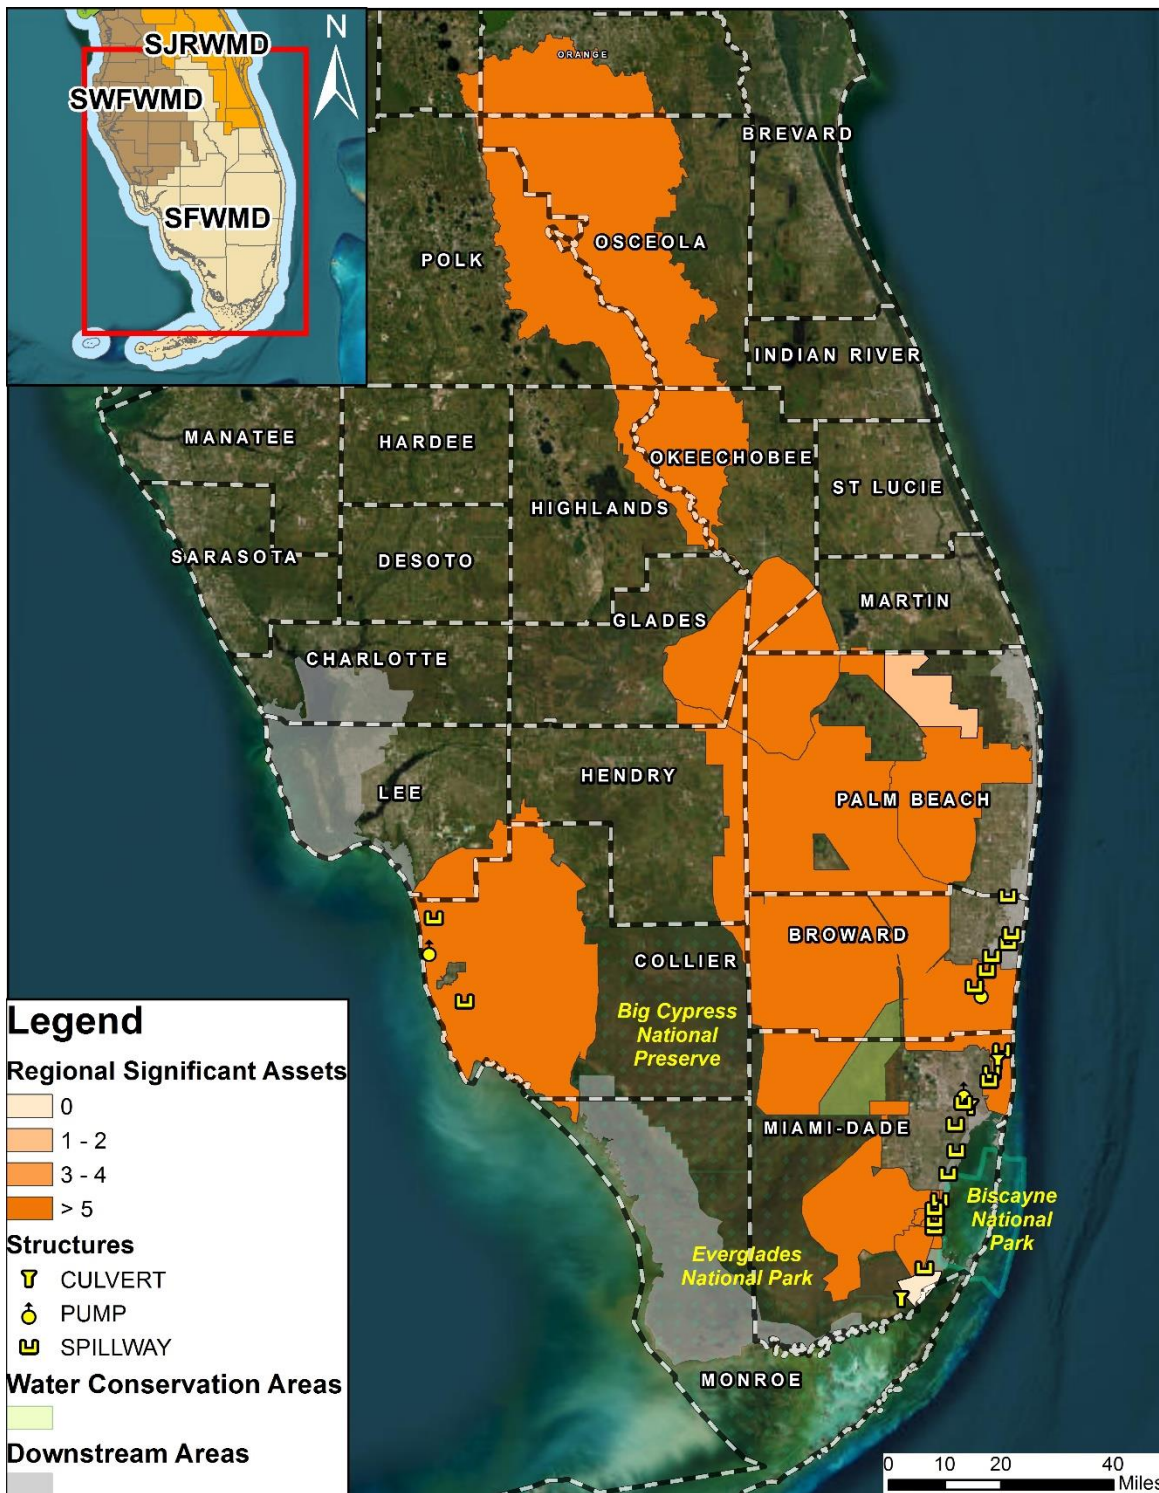 SJRWMD
N
SWFWMD
SFWMD
ORANGE
BREVARD
OSCEOLA
POLK
INDIAN RIVER
MANATEE
HARDEE
OKEECHOBEE
ST LUCIE
HIGHLANDS
SARASOTA
DESOTO
MARTIN
GLADES
CHARLOTTE
HENDRY
LEE
PALM BEACH
BROWARD
COLLIER
Big Cypress
National
Preserve
MIAMI-DADE
Biscayne
National
Park
Everglades
National Park
MONROE
Legend
Regional Significant Assets
0
1 - 2
3 - 4
> 5
Structures
CULVERT
PUMP
SPILLWAY
Water Conservation Areas
Downstream Areas
0 10 20 40
Miles